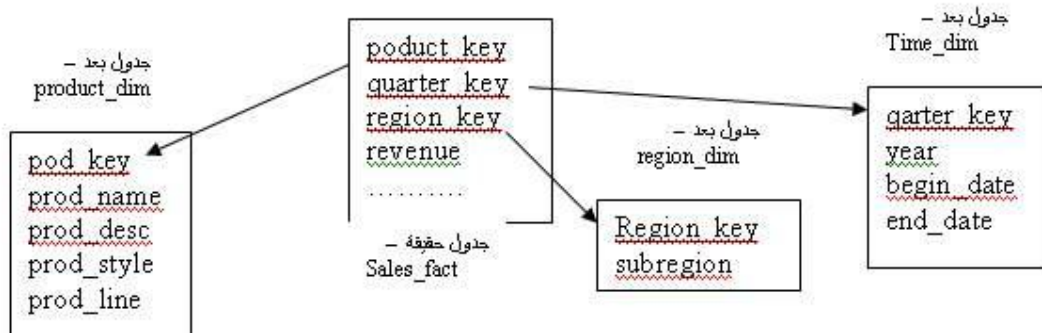 جدول بعد –
product_dim
pod_key
prod_name
prod_desc
prod_style
prod_line
poduct_key
quarter_key
region_key
revenue
..........
جدول حقيقة –
Sales_fact
جدول بعد –
region_dim
Region_key
subregion
جدول بعد –
Time_dim
qarter_key
year
begin_date
end_date